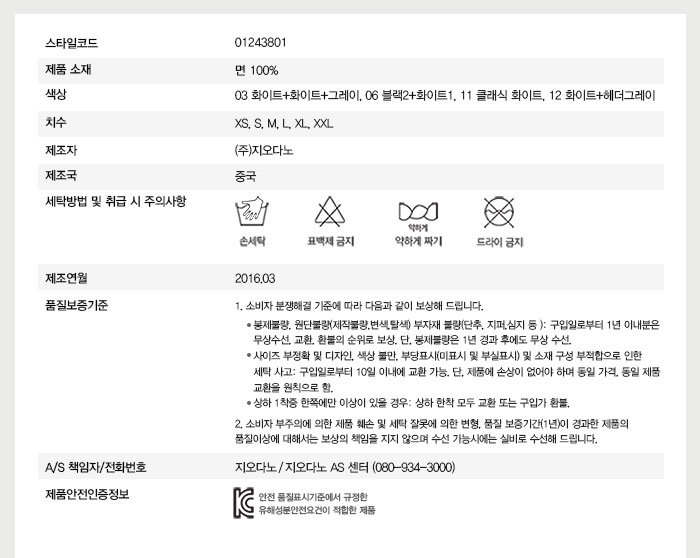 스타일코드 01243801
제품 소재 면 100%
색상 03 화이트+화이트+그레이, 06 블랙2+화이트1, 11 클래식 화이트, 12 화이트+헤더그레이
치수 XS, S, M, L, XL, XXL
제조자 (주)지오다노
제조국 중국
세탁방법 및 취급 시 주의사항
약하게
손세탁 표백제 금지 약하게 짜기 드라이 금지
제조연월 2016.03
품질보증기준 1. 소비자 분쟁해결 기준에 따라 다음과 같이 보상해 드립니다.
• 봉제불량, 원단불량(제작불량,변색,탈색) 부자재 불량(단추, 지퍼,심지 등 ): 구입일로부터 1년 이내분은
무상수선, 교환, 환불의 순위로 보상. 단, 봉제불량은 1년 경과 후에도 무상 수선.
• 사이즈 부정확 및 디자인, 색상 불만, 부당표시(미표시 및 부실표시) 및 소재 구성 부적합으로 인한
세탁 사고: 구입일로부터 10일 이내에 교환 가능. 단, 제품에 손상이 없어야 하며 동일 가격, 동일 제품
교환을 원칙으로 함.
• 상하 1착중 한쪽에만 이상이 있을 경우: 상하 한착 모두 교환 또는 구입가 환불.
2. 소비자 부주의에 의한 제품 훼손 및 세탁 잘못에 의한 변형, 품질 보증기간(1년)이 경과한 제품의
품질이상에 대해서는 보상의 책임을 지지 않으며 수선 가능시에는 실비로 수선해 드립니다.
A/S 책임자/전화번호 지오다노/지오다노 AS 센터 (080-934-3000)
제품안전인증정보 안전 품질표시기준에서 규정한
유해성분안전요건이 적합한 제품